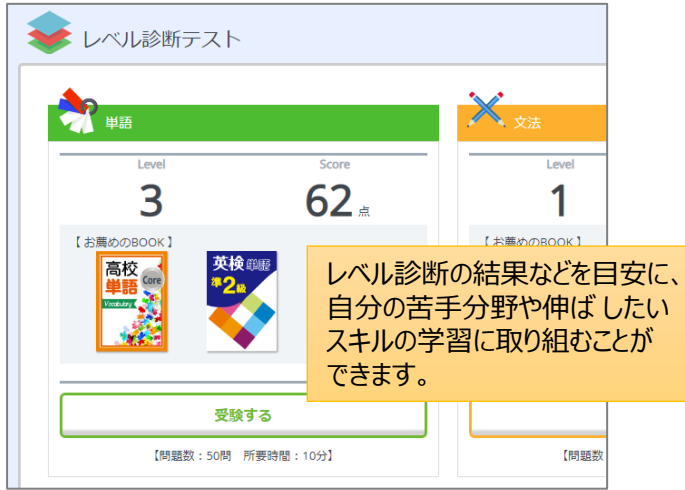 レベル診断テスト
単語
文法
Level
Score
Level
3
62 点
1
【 お薦めのBOOK 】
【 お薦めのBOOK 】
高校
単語
Core
Vocabulary
英検 単語
準2級
レベル診断の結果などを目安に、
自分の苦手分野や伸ばしたい
スキルの学習に取り組むことが
できます。
受験する
【問題数：50問　所要時間：10分】
【問題数